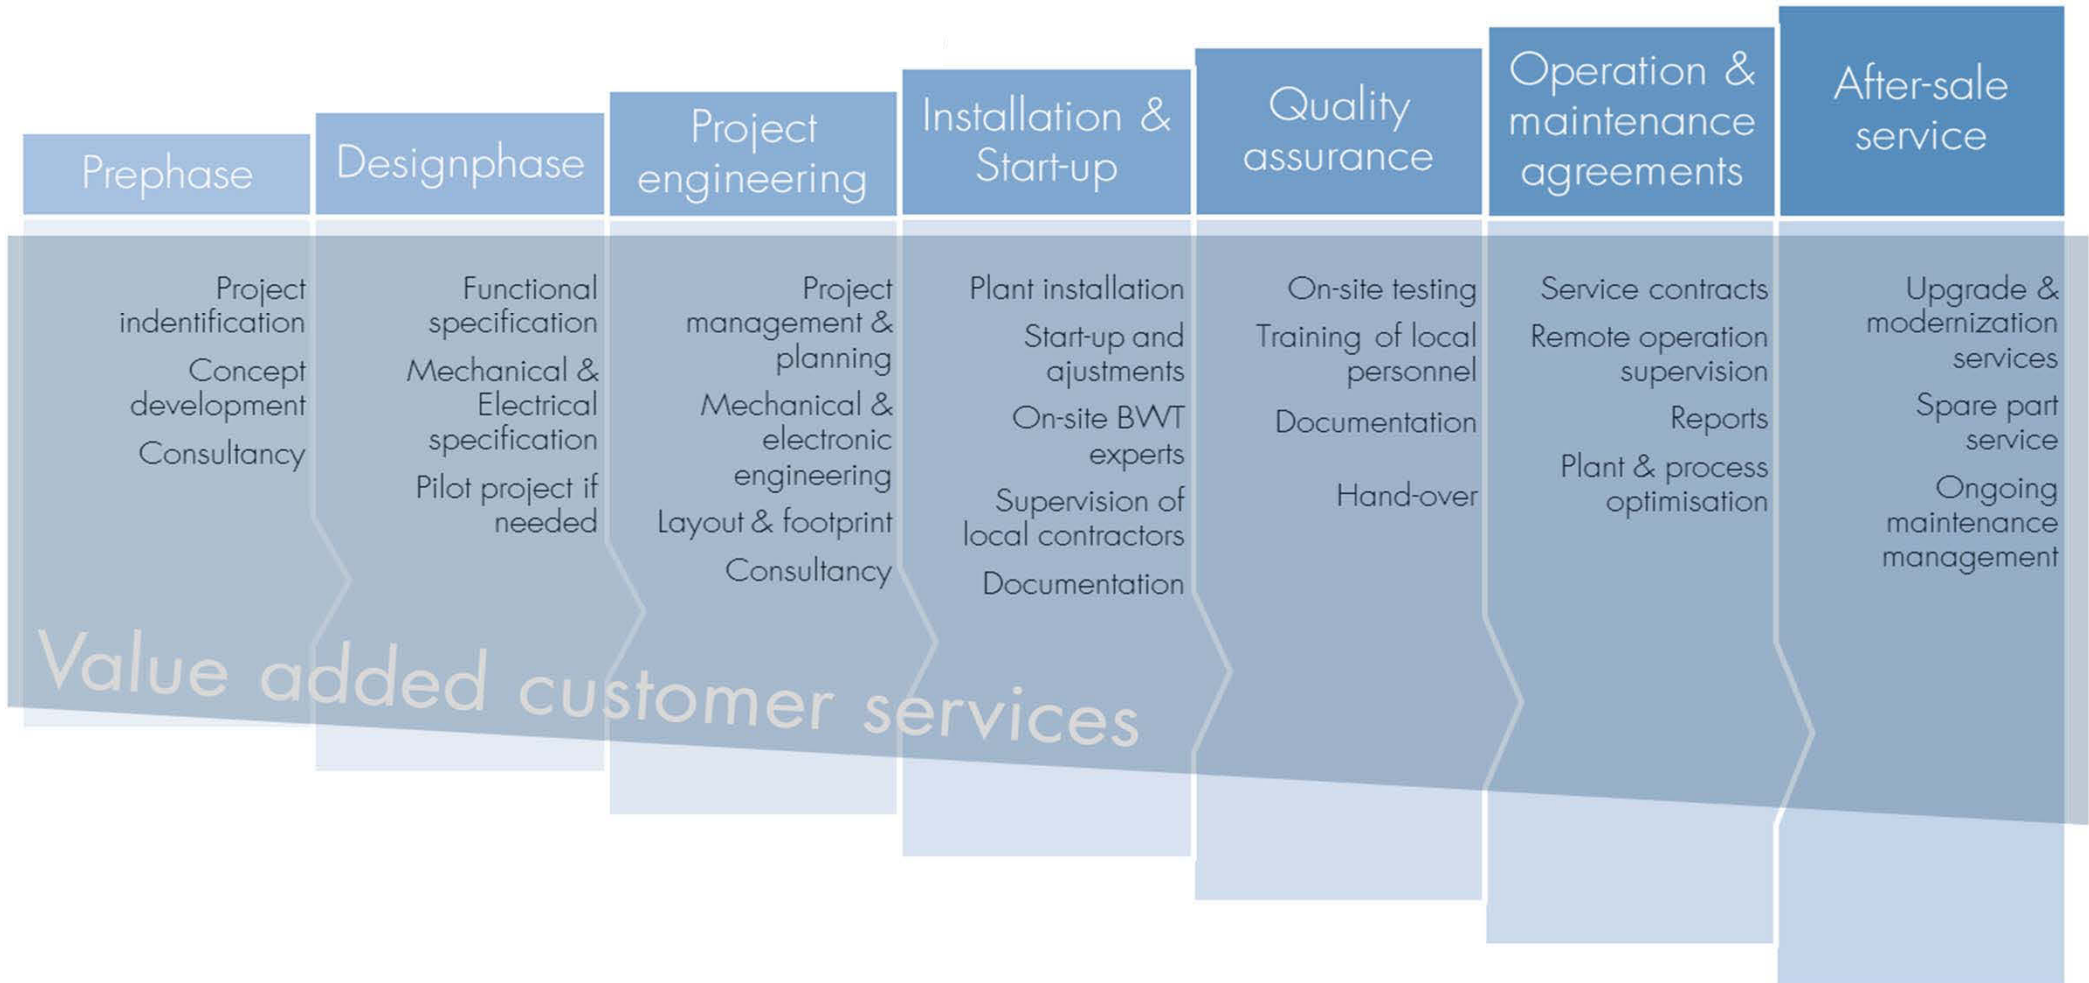 Prephase
Project
indentification
Concept
development
Consultancy
Designphase
Functional
specification
Mechanical &
Electrical
specification
Pilot project if
needed
Project
engineering
Project
management &
planning
Mechanical &
electronic
engineering
Layout & footprint
Consultancy
Installation &
Start-up
Plant installation
Start-up and
ajustments
On-site BWT
experts
Supervision of
local contractors
Documentation
Quality
assurance
On-site testing
Training of local
personnel
Documentation
Hand-over
Operation &
maintenance
agreements
Service contracts
Remote operation
supervision
Reports
Plant & process
optimisation
After-sale
service
Upgrade &
modernization
services
Spare part
service
Ongoing
maintenance
management
Value added customer services